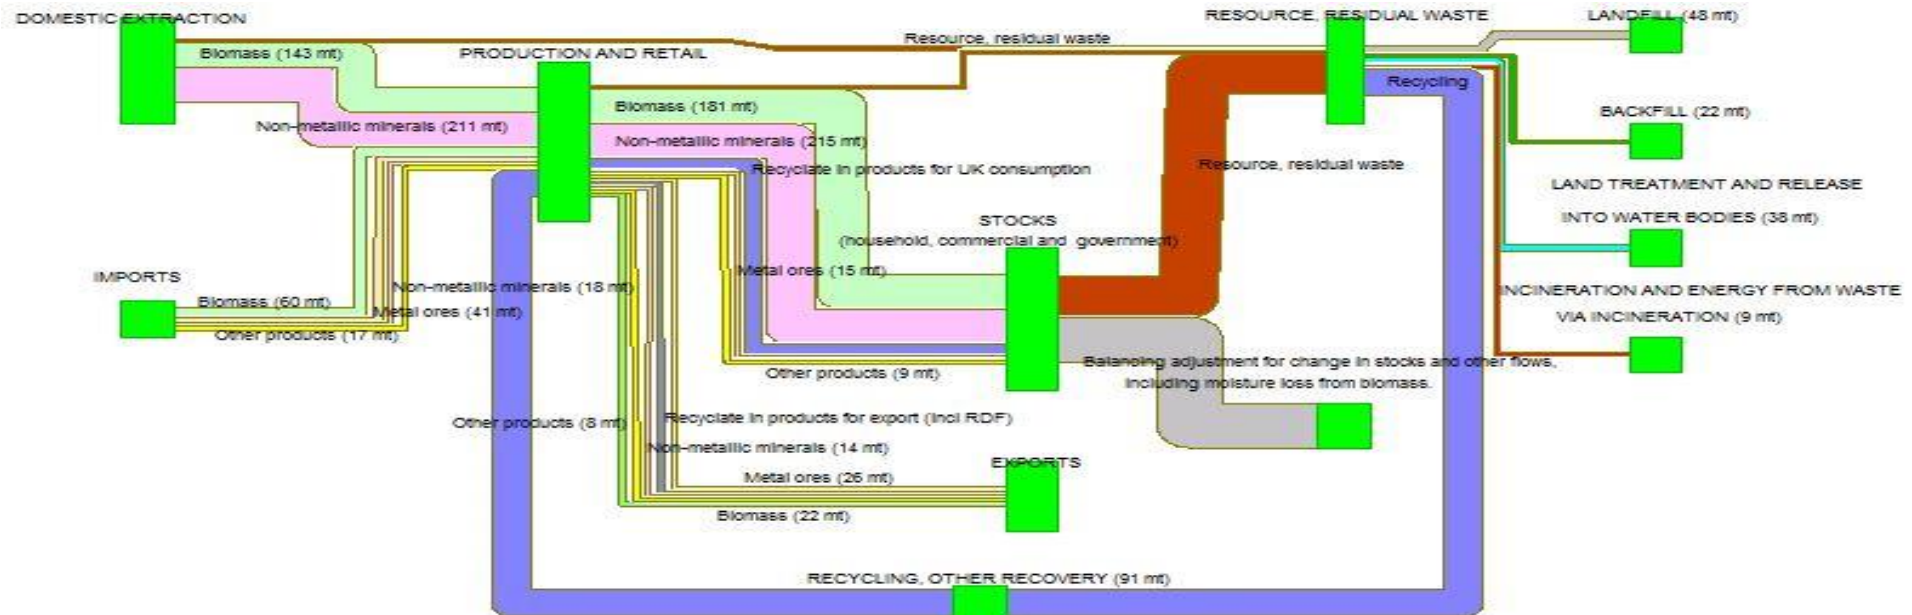 DOMESTIC EXTRACTION
RESOURCE, RESIDUAL WASTE
LANDFILL (48 mt)
Resource, residual waste
Biomass (143 mt)
PRODUCTION AND RETAIL
Recycling
Biomass (181 mt)
BACKFILL (22 mt)
Non-metallic minerals (211 mt)
Non-metallic minerals (215 mt)
Recyclate in products for UK consumption
Resource, residual waste
LAND TREATMENT AND RELEASE
INTO WATER BODIES (38 mt)
STOCKS
(household, commercial and government)
IMPORTS
Metal ores (15 mt)
Non-metallic minerals (18 mt)
INCINERATION AND ENERGY FROM WASTE
VIA INCINERATION (9 mt)
Biomass (60 mt)
Metal ores (41 mt)
Other products (17 mt)
Balancing adjustment for change in stocks and other flows,
including moisture loss from biomass.
Other products (9 mt)
Other products (8 mt)
Recyclate in products for export (incl RDF)
Non-metallic minerals (14 mt)
EXPORTS
Metal ores (26 mt)
Biomass (22 mt)
RECYCLING, OTHER RECOVERY (91 mt)